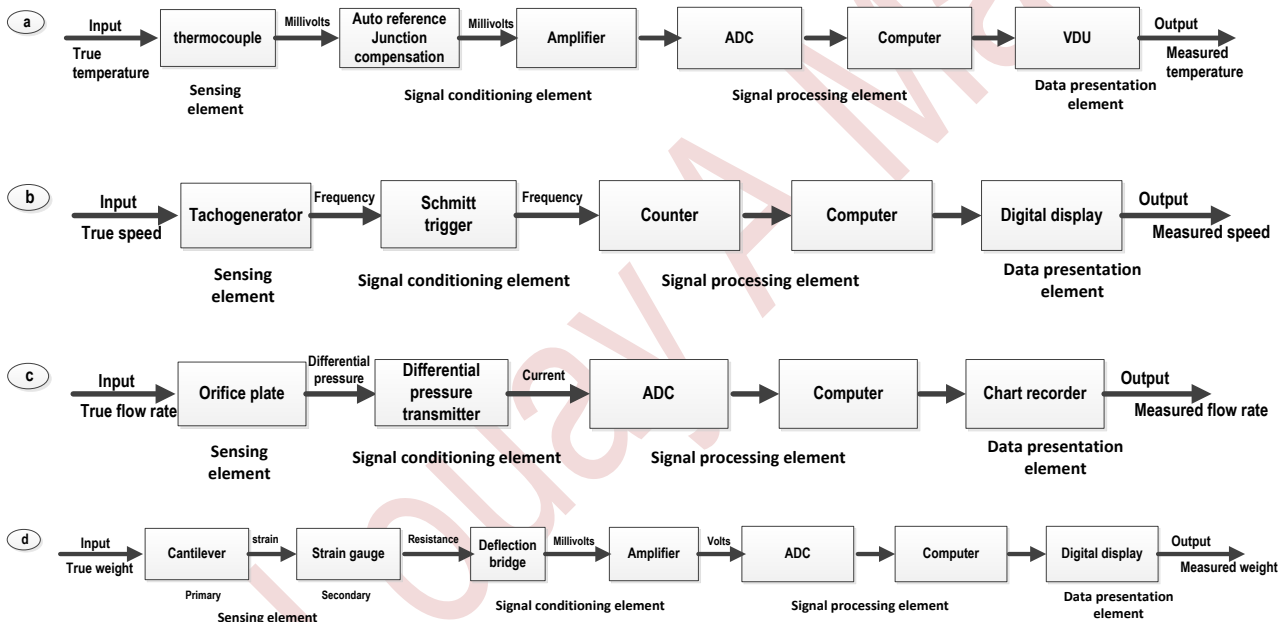 a
Input
True
temperature
thermocouple
Millivolts
Auto reference
Junction
compensation
Millivolts
Amplifier
ADC
Computer
VDU
Output
Measured
temperature
Sensing
element
Signal conditioning element
Signal processing element
Data presentation
element
b
Input
True speed
Tachogenerator
Frequency
Schmitt
trigger
Frequency
Counter
Computer
Digital display
Output
Measured speed
Sensing
element
Signal conditioning element
Signal processing element
Data presentation
element
c
Input
True flow rate
Orifice plate
Differential
pressure
Differential
pressure
transmitter
Current
ADC
Computer
Chart recorder
Output
Measured flow rate
Sensing
element
Signal conditioning element
Signal processing element
Data presentation
element
d
Input
True weight
Cantilever
strain
Strain gauge
Resistance
Deflection
bridge
Millivolts
Amplifier
Volts
ADC
Computer
Digital display
Output
Measured weight
Primary
Secondary
Sensing element
Signal conditioning element
Signal processing element
Data presentation
element
Louay A